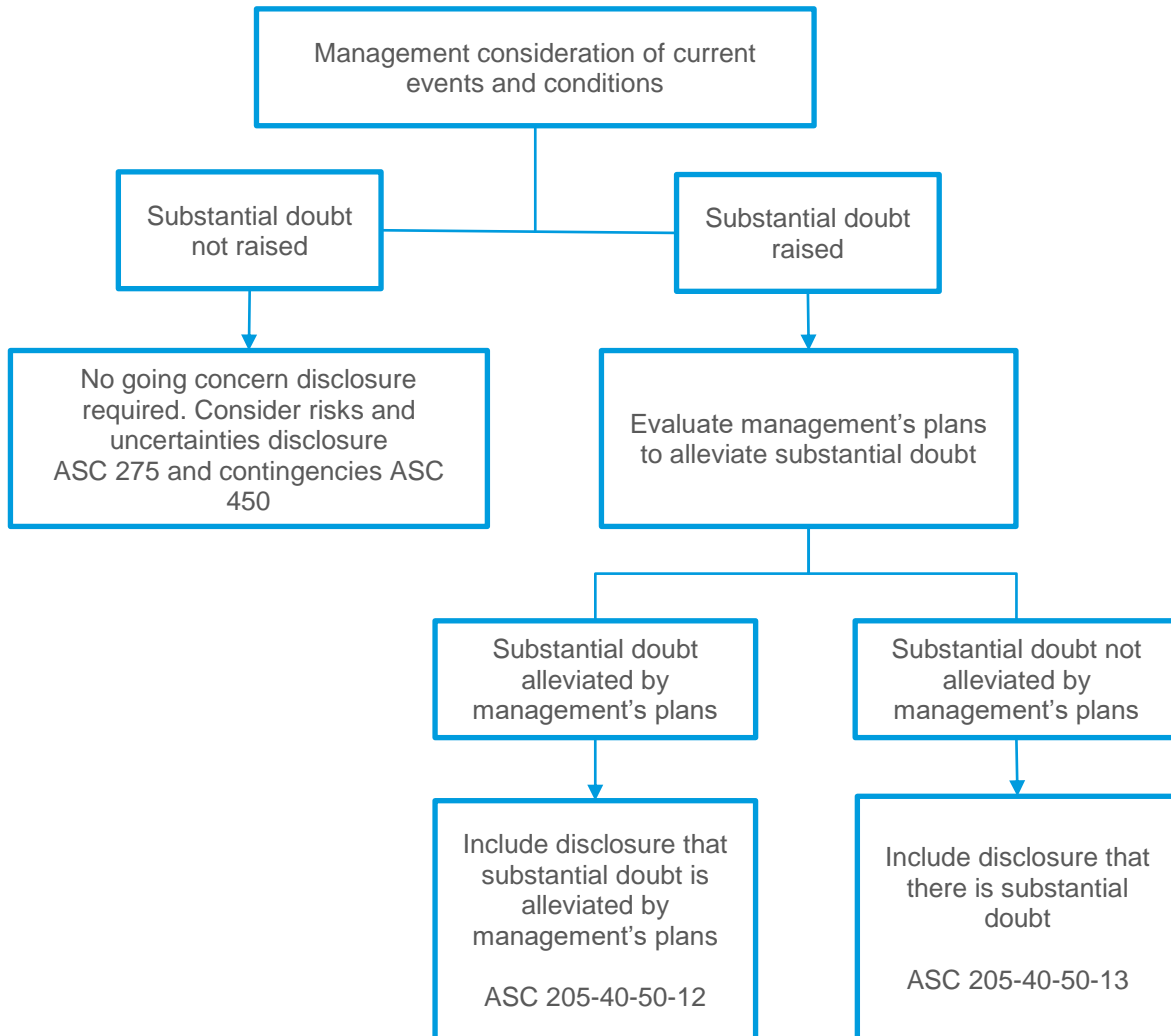 Management consideration of current
events and conditions
Substantial doubt
not raised
Substantial doubt
raised
No going concern disclosure
required. Consider risks and
uncertainties disclosure
ASC 275 and contingencies ASC
450
Evaluate management’s plans
to alleviate substantial doubt
Substantial doubt
alleviated by
management’s plans
Substantial doubt not
alleviated by
management’s plans
Include disclosure that
substantial doubt is
alleviated by
management’s plans
ASC 205-40-50-12
Include disclosure that
there is substantial
doubt
ASC 205-40-50-13